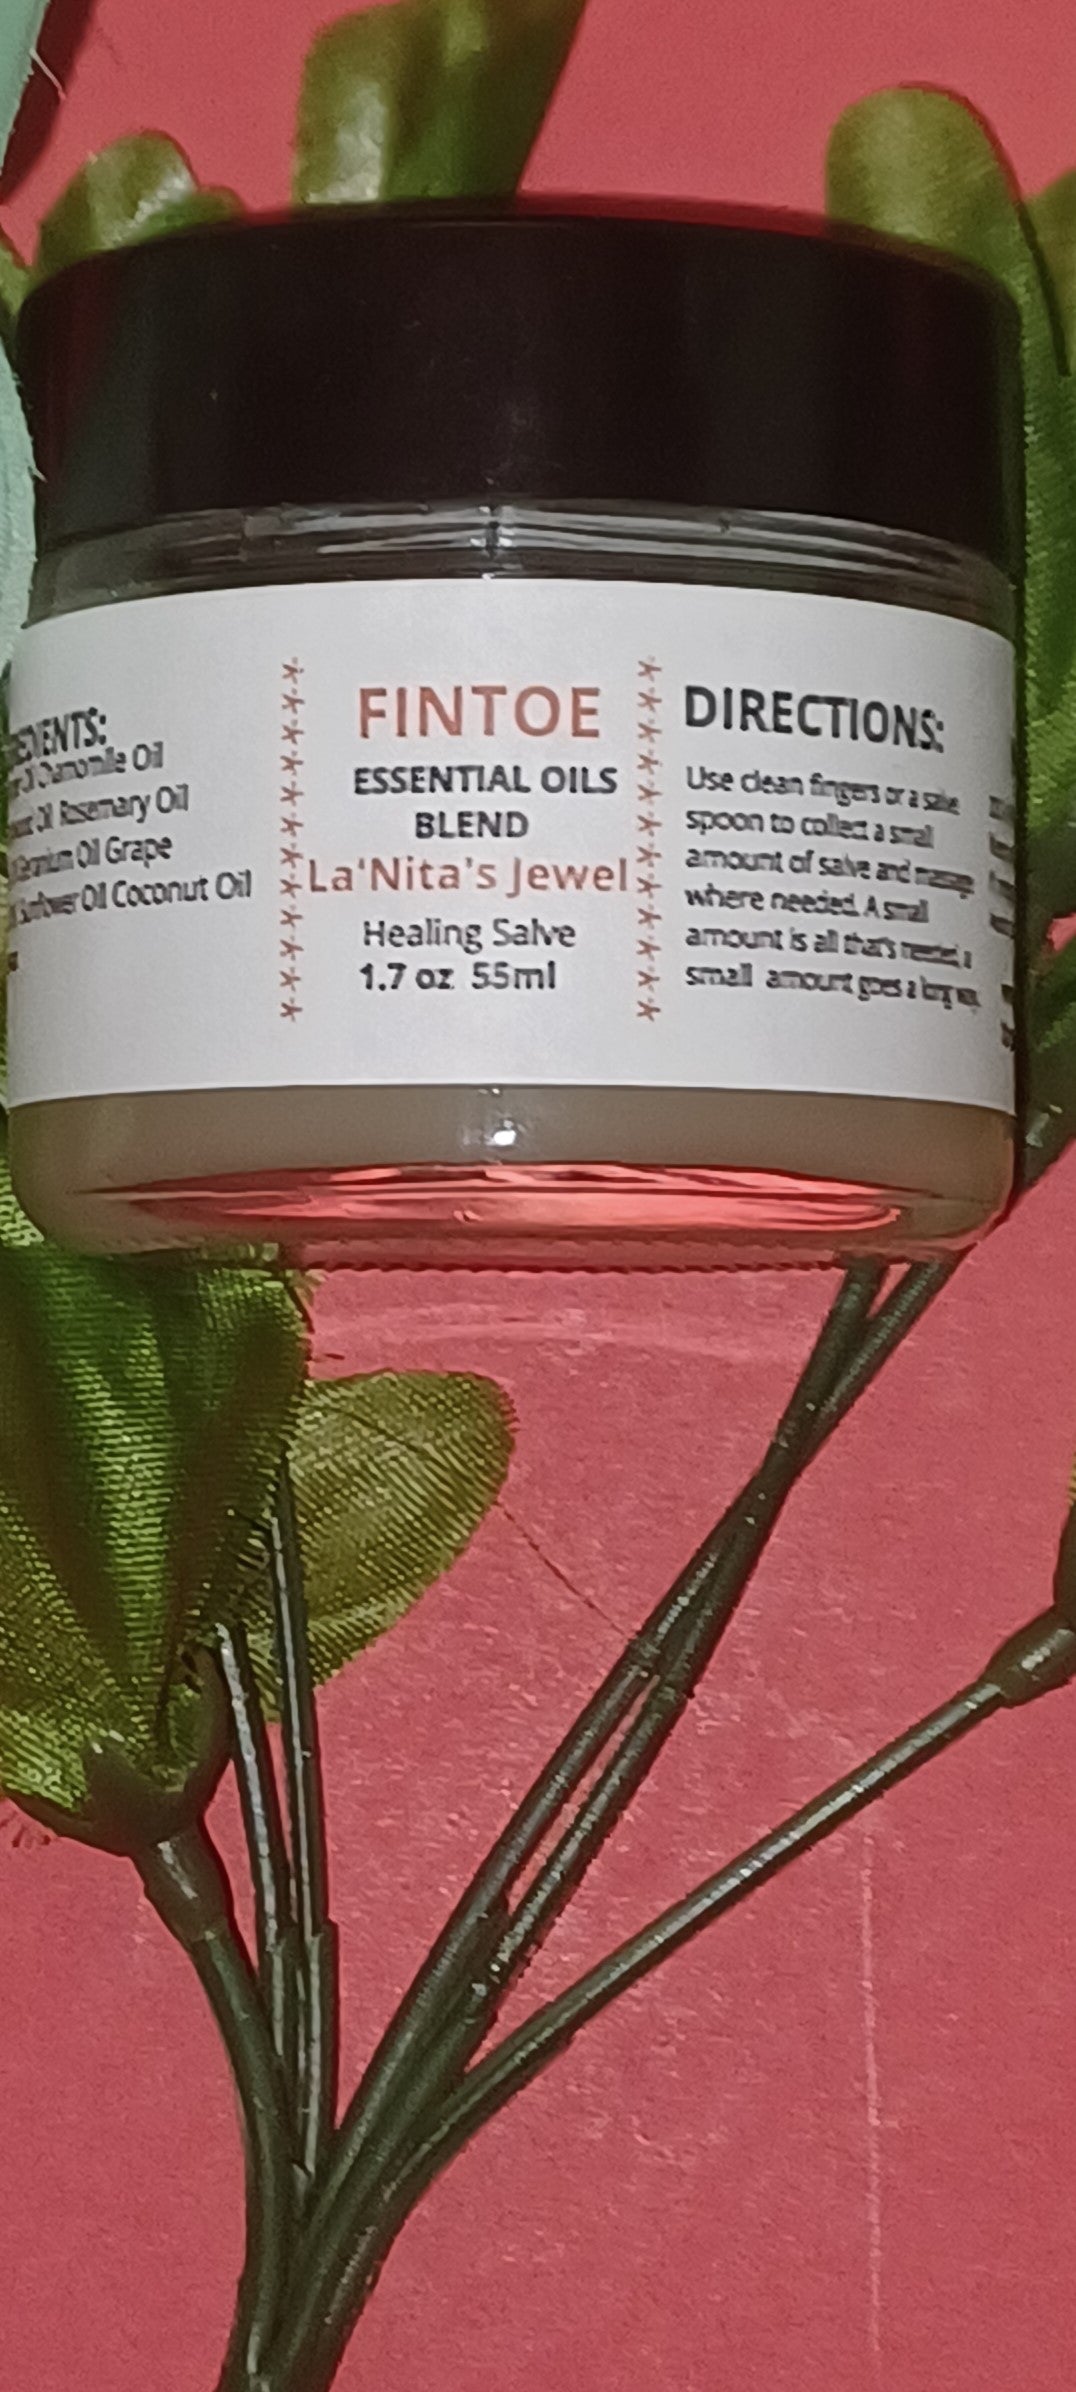 Chamomile Oil
Oil Rosemary Oil
Geranium Oil Grape
Sunflower Oil Coconut Oil
FINTOE
ESSENTIAL OILS
BLEND
La'Nita's Jewel
Healing Salve
1.7 oz 55ml
DIRECTIONS:
Use clean fingers or a salve
spoon to collect a small
amount of salve and massage
where needed. A small
amount is all that's needed, a
small amount goes a long way.